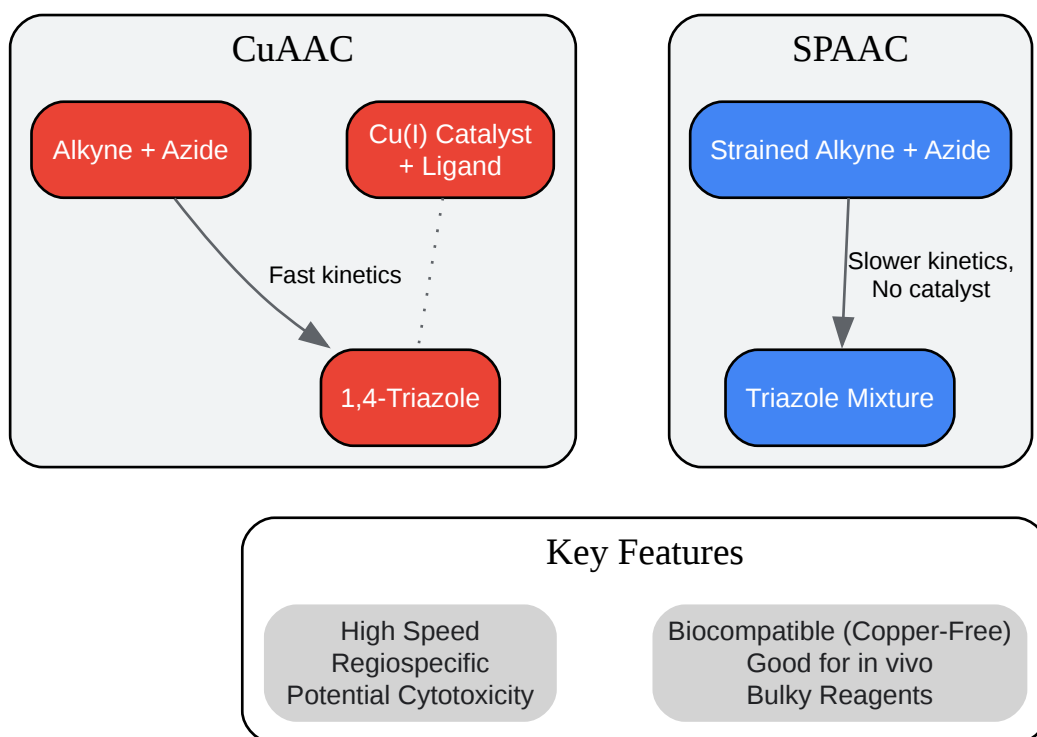 CuAAC
Alkyne + Azide
Cu(I) Catalyst
+ Ligand
Fast kinetics
1,4-Triazole
SPAAC
Strained Alkyne + Azide
Slower kinetics,
No catalyst
Triazole Mixture
Key Features
High Speed
Regiospecific
Potential Cytotoxicity
Biocompatible (Copper-Free)
Good for in vivo
Bulky Reagents